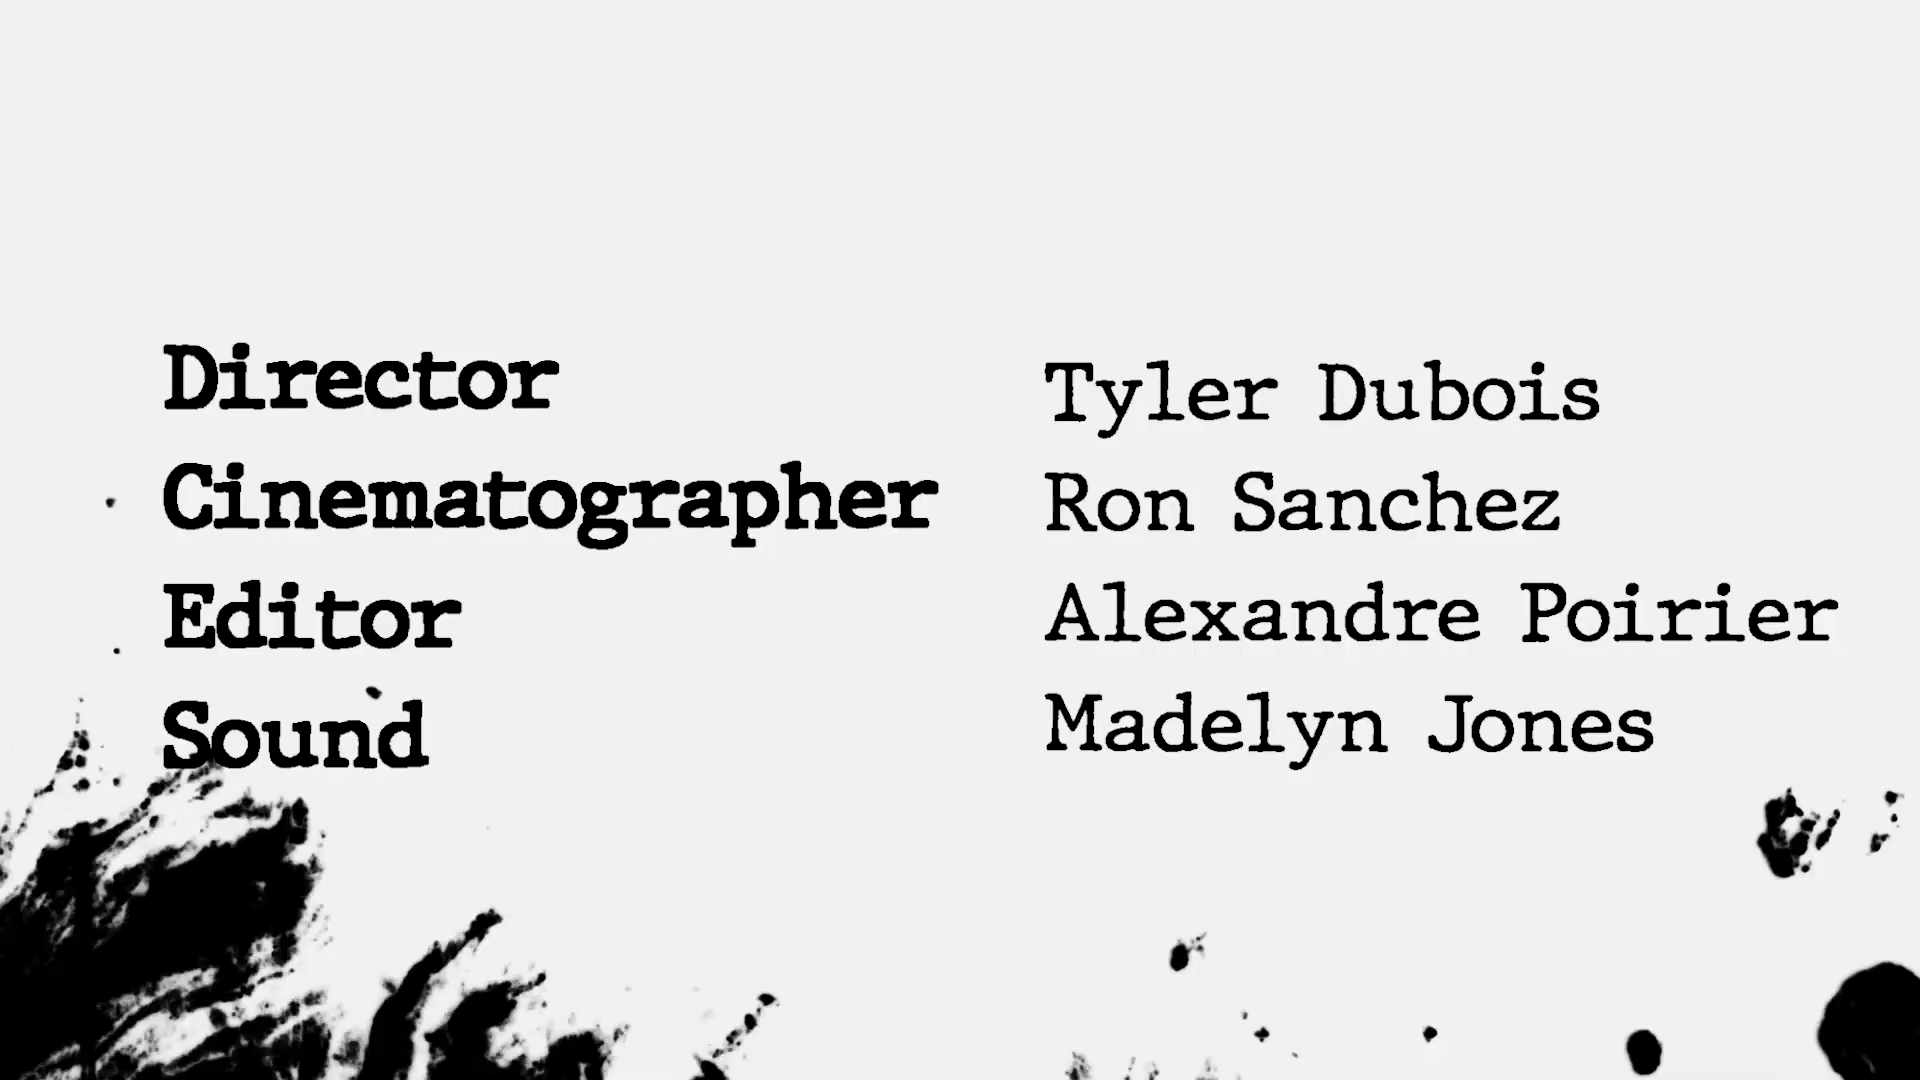 Director
Cinematographer
Editor
Sound
Tyler Dubois
Ron Sanchez
Alexandre Poirier
Madelyn Jones